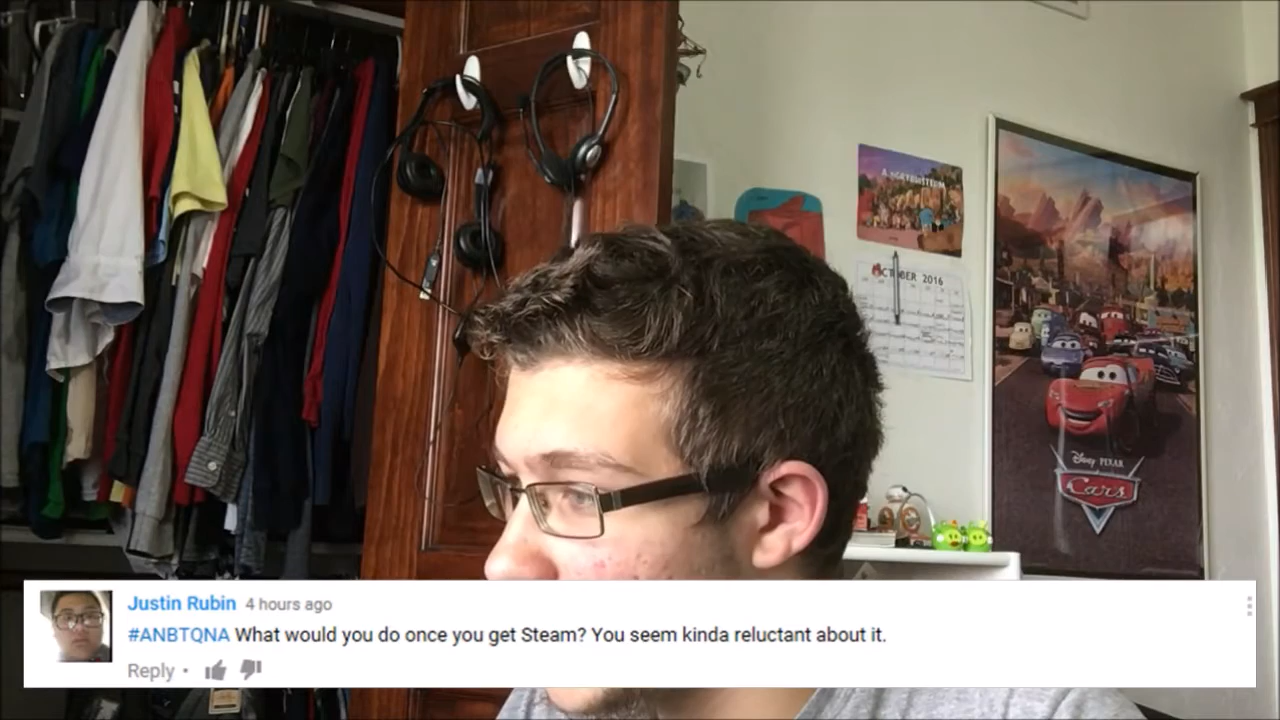 A NORTHWESTERN
OCTOBER 2016
Disney PIXAR
Cars
Justin Rubin 4 hours ago
#ANBTQNA What would you do once you get Steam? You seem kinda reluctant about it.
Reply •